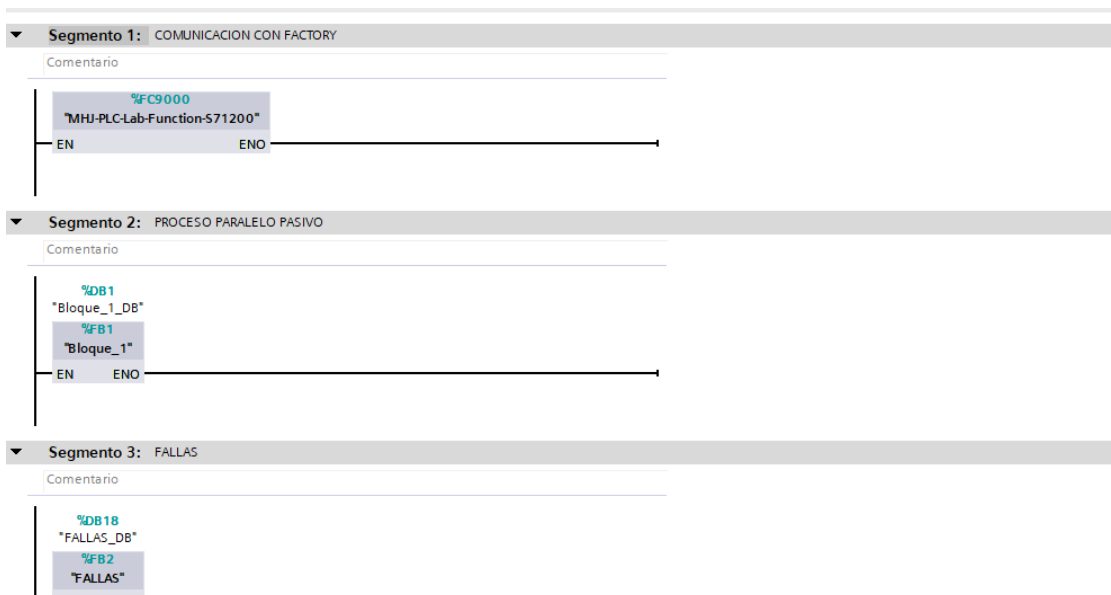 Segmento 1: COMUNICACION CON FACTORY
Comentario
%FC9000
"MHJ-PLC-Lab-Function-S71200"
EN ENO
Segmento 2: PROCESO PARALELO PASIVO
Comentario
%DB1
"Bloque_1_DB"
%FB1
"Bloque_1"
EN ENO
Segmento 3: FALLAS
Comentario
%DB18
"FALLAS_DB"
%FB2
"FALLAS"